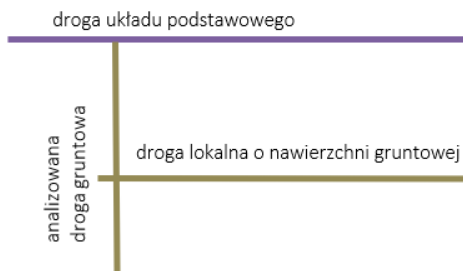 droga układu podstawowego
droga lokalna o nawierzchni gruntowej
analizowana
droga gruntowa